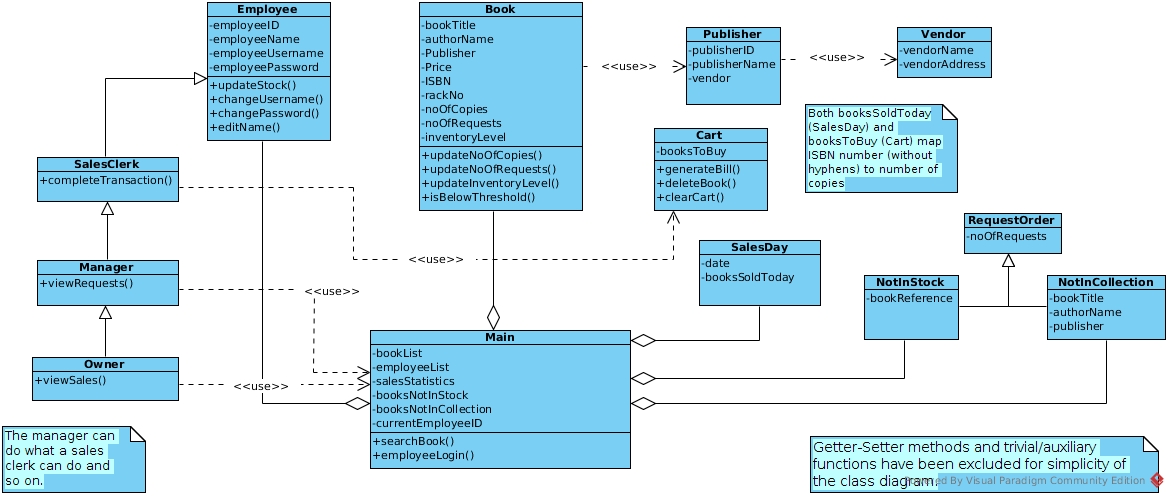 Employee
-employeeID
-employeeName
-employeeUsername
-employeePassword
+updateStock()
+changeUsername()
+changePassword()
+editName()
Book
-bookTitle
-authorName
-Publisher
-Price
-ISBN
-rackNo
-noOfCopies
-noOfRequests
-inventoryLevel
+updateNoOfCopies()
+updateNoOfRequests()
+updateInventoryLevel()
+isBelowThreshold()
<<use>>
Publisher
-publisherID
-publisherName
-vendor
<<use>>
Vendor
-vendorName
-vendorAddress
Both booksSoldToday
(SalesDay) and
booksToBuy (Cart) map
ISBN number (without
hyphens) to number of
copies
Cart
-booksToBuy
+generateBill()
+deleteBook()
+clearCart()
SalesClerk
+completeTransaction()
<<use>>
RequestOrder
-noOfRequests
SalesDay
-date
-booksSoldToday
Manager
+viewRequests()
<<use>>
NotInStock
-bookReference
NotInCollection
-bookTitle
-authorName
-publisher
Main
-bookList
-employeeList
-salesStatistics
-booksNotInStock
-booksNotInCollection
-currentEmployeeID
+searchBook()
+employeeLogin()
Owner
+viewSales()
<<use>>
The manager can
do what a sales
clerk can do and
so on.
Getter-Setter methods and trivial/auxiliary
functions have been excluded for simplicity of
the class diagram.
Powered By Visual Paradigm Community Edition